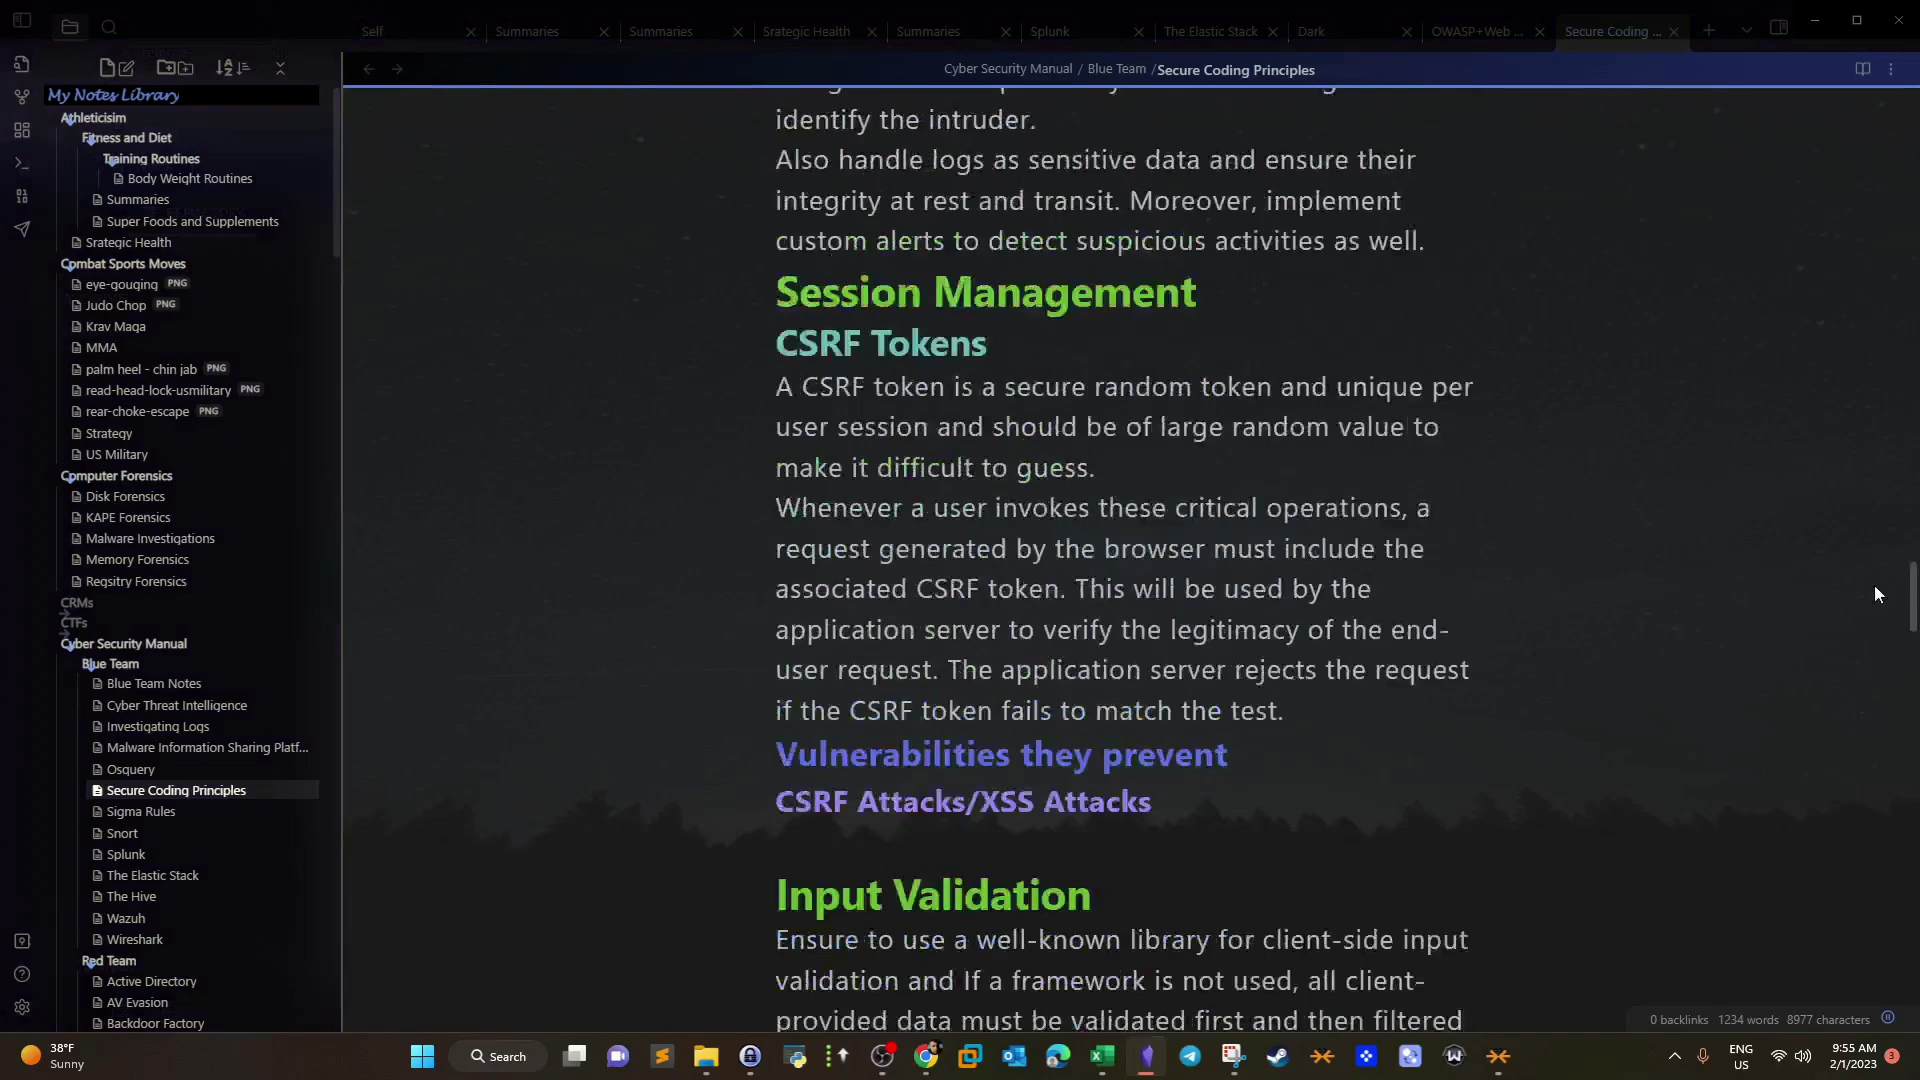 Self
Summaries
Summaries
Srategic Health
Summaries
Splunk
The Elastic Stack
Dark
OWASP+Web ...
Secure Coding ...
Cyber Security Manual / Blue Team / Secure Coding Principles
My Notes Library
Athleticisim
Fitness and Diet
Training Routines
Body Weight Routines
Summaries
Super Foods and Supplements
Srategic Health
Combat Sports Moves
eye-gouging PNG
Judo Chop PNG
Krav Maga
MMA
palm heel - chin jab PNG
read-head-lock-usmilitary PNG
rear-choke-escape PNG
Strategy
US Military
Computer Forensics
Disk Forensics
KAPE Forensics
Malware Investigations
Memory Forensics
Regsitry Forensics
CRMs
CTFs
Cyber Security Manual
Blue Team
Blue Team Notes
Cyber Threat Intelligence
Investigating Logs
Malware Information Sharing Platf...
Osquery
Secure Coding Principles
Sigma Rules
Snort
Splunk
The Elastic Stack
The Hive
Wazuh
Wireshark
Red Team
Active Directory
AV Evasion
Backdoor Factory
identify the intruder.
Also handle logs as sensitive data and ensure their
integrity at rest and transit. Moreover, implement
custom alerts to detect suspicious activities as well.
Session Management
CSRF Tokens
A CSRF token is a secure random token and unique per
user session and should be of large random value to
make it difficult to guess.
Whenever a user invokes these critical operations, a
request generated by the browser must include the
associated CSRF token. This will be used by the
application server to verify the legitimacy of the end-
user request. The application server rejects the request
if the CSRF token fails to match the test.
Vulnerabilities they prevent
CSRF Attacks/XSS Attacks
Input Validation
Ensure to use a well-known library for client-side input
validation and If a framework is not used, all client-
provided data must be validated first and then filtered
0 backlinks 1234 words 8977 characters
38°F
Sunny
Search
ENG
US
9:55 AM
2/1/2023
3